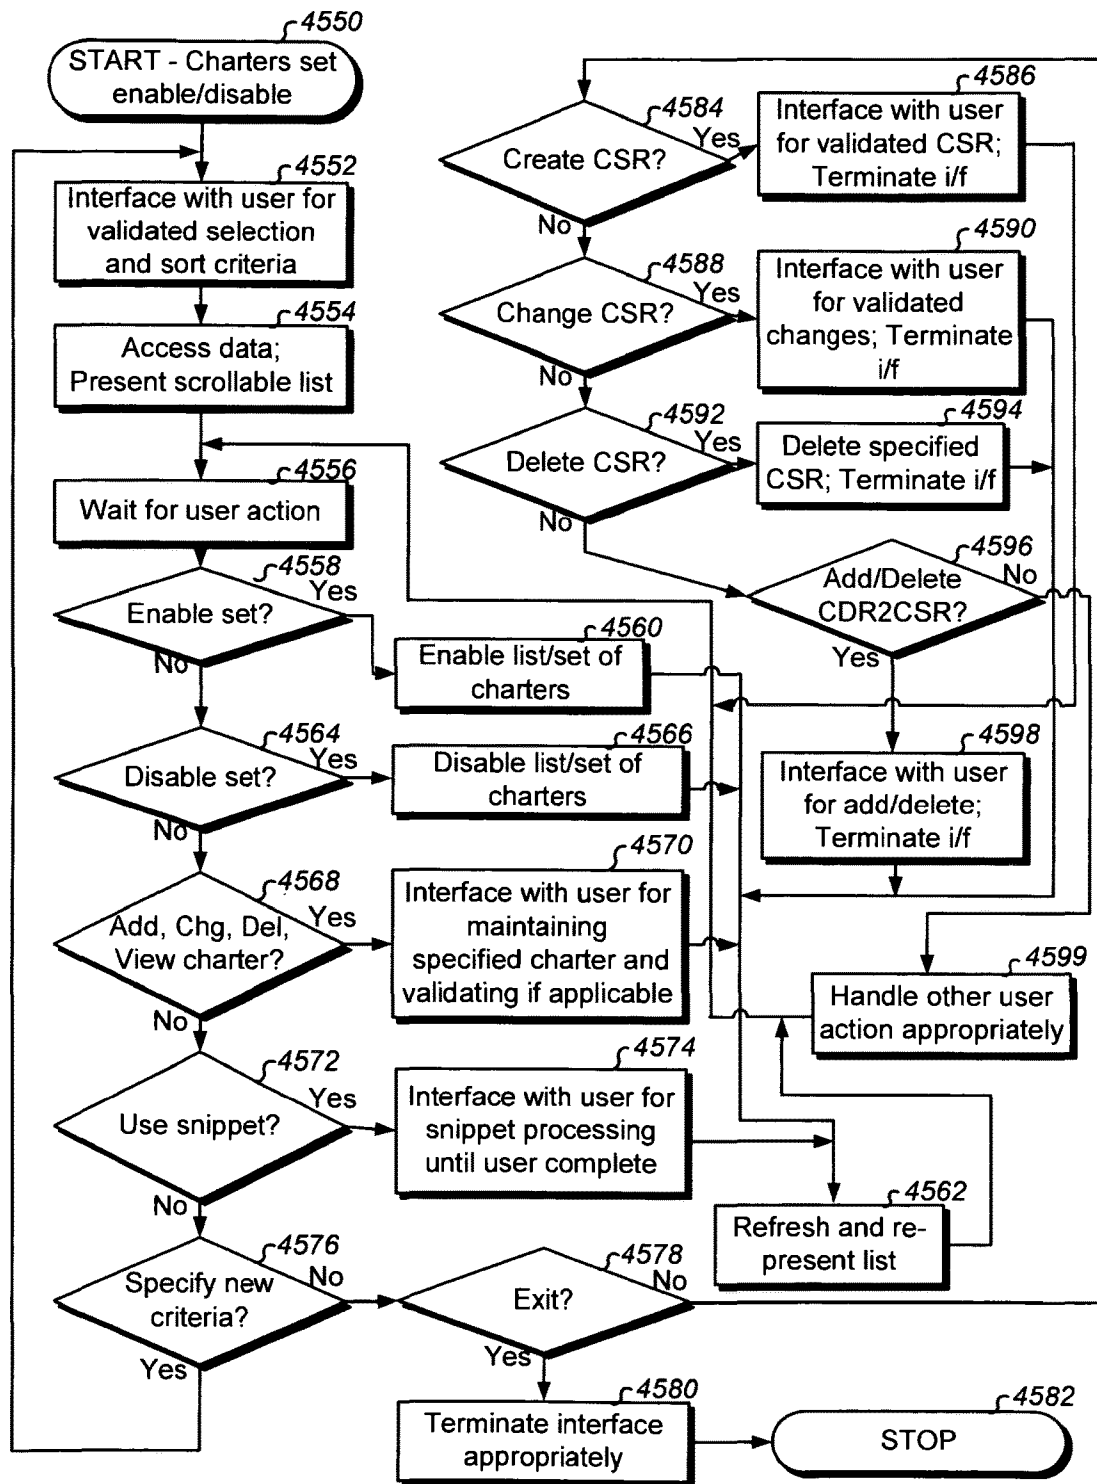 4550
START - Charters set
enable/disable
4552
Interface with user for
validated selection
and sort criteria
4554
Access data;
Present scrollable list
4556
Wait for user action
4558
Enable set?
Yes
No
4560
Enable list/set of
charters
4564
Disable set?
Yes
No
4566
Disable list/set of
charters
4568
Add, Chg, Del,
View charter?
Yes
No
4570
Interface with user for
maintaining
specified charter and
validating if applicable
4572
Use snippet?
Yes
No
4574
Interface with user for
snippet processing
until user complete
4576
Specify new
criteria?
No
Yes
4578
Exit?
No
Yes
4580
Terminate interface
appropriately
4582
STOP
4584
Create CSR?
Yes
No
4586
Interface with user
for validated CSR;
Terminate i/f
4588
Change CSR?
Yes
No
4590
Interface with user
for validated
changes; Terminate
i/f
4592
Delete CSR?
Yes
No
4594
Delete specified
CSR; Terminate i/f
4596
Add/Delete
CDR2CSR?
No
Yes
4598
Interface with user
for add/delete;
Terminate i/f
4599
Handle other user
action appropriately
4562
Refresh and re-
present list